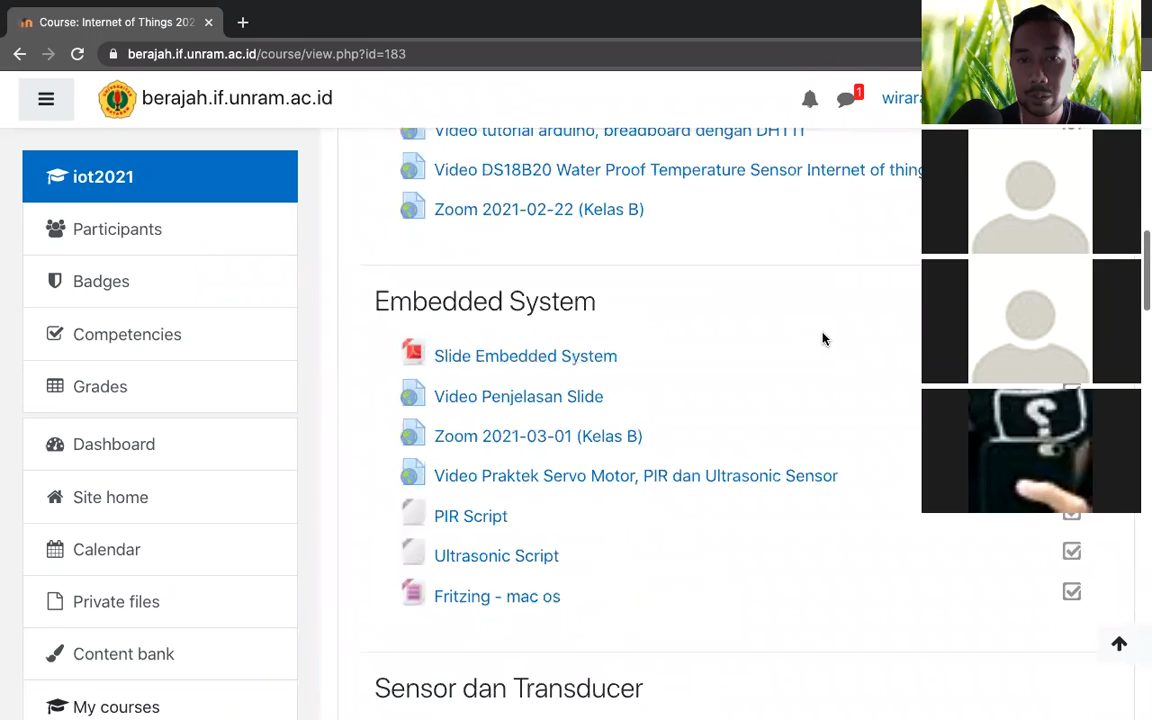 Course: Internet of Things 202
berajah.if.unram.ac.id/course/view.php?id=183
berajah.if.unram.ac.id
1
wirara
iot2021
Participants
Badges
Competencies
Grades
Dashboard
Site home
Calendar
Private files
Content bank
My courses
Video tutorial arduino, breadboard dengan DHT11
Video DS18B20 Water Proof Temperature Sensor Internet of thing
Zoom 2021-02-22 (Kelas B)
Embedded System
Slide Embedded System
Video Penjelasan Slide
Zoom 2021-03-01 (Kelas B)
Video Praktek Servo Motor, PIR dan Ultrasonic Sensor
PIR Script
Ultrasonic Script
Fritzing - mac os
Sensor dan Transducer
?